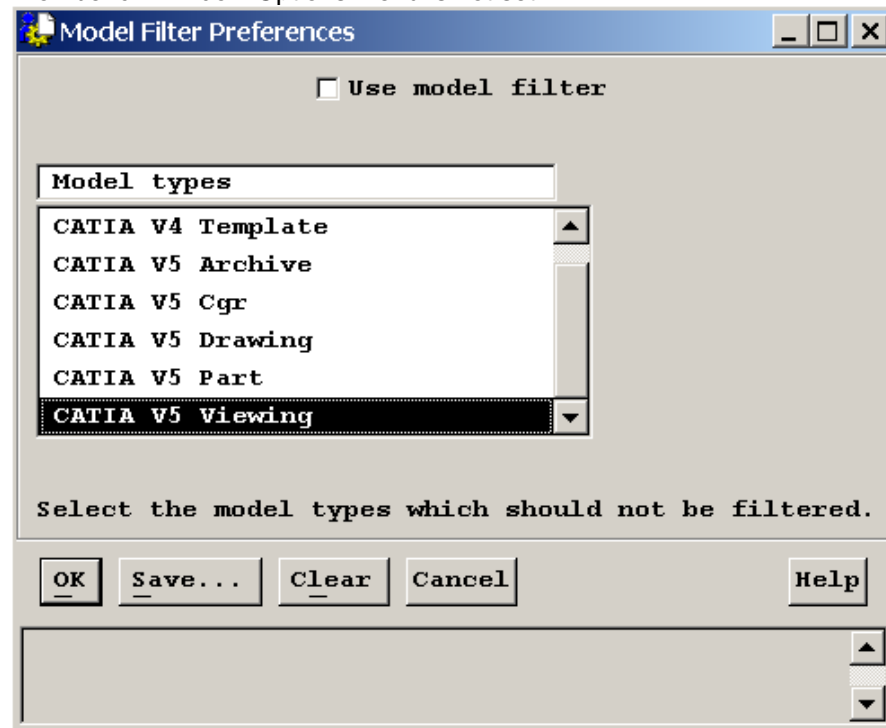 Model Filter Preferences
Use model filter
Model types
CATIA V4 Template
CATIA V5 Archive
CATIA V5 Cgr
CATIA V5 Drawing
CATIA V5 Part
CATIA V5 Viewing
Select the model types which should not be filtered.
OK Save... Clear Cancel Help